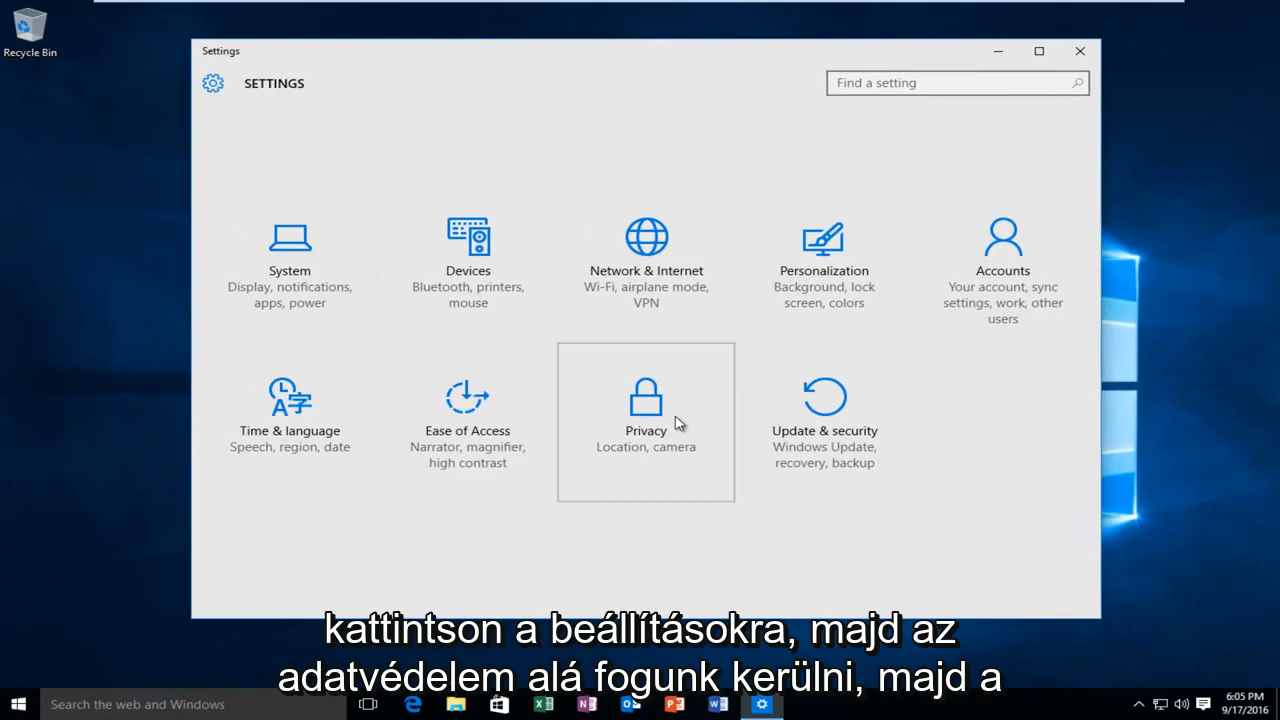 Recycle Bin
Settings
SETTINGS
Find a setting
System
Display, notifications,
apps, power
Devices
Bluetooth, printers,
mouse
Network & Internet
Wi-Fi, airplane mode,
VPN
Personalization
Background, lock
screen, colors
Accounts
Your account, sync
settings, work, other
users
Time & language
Speech, region, date
Ease of Access
Narrator, magnifier,
high contrast
Privacy
Location, camera
Update & security
Windows Update,
recovery, backup
kattintson a beállításokra, majd az
adatvédelem alá fogunk kerülni, majd a
Search the web and Windows
6:05 PM
9/17/2016